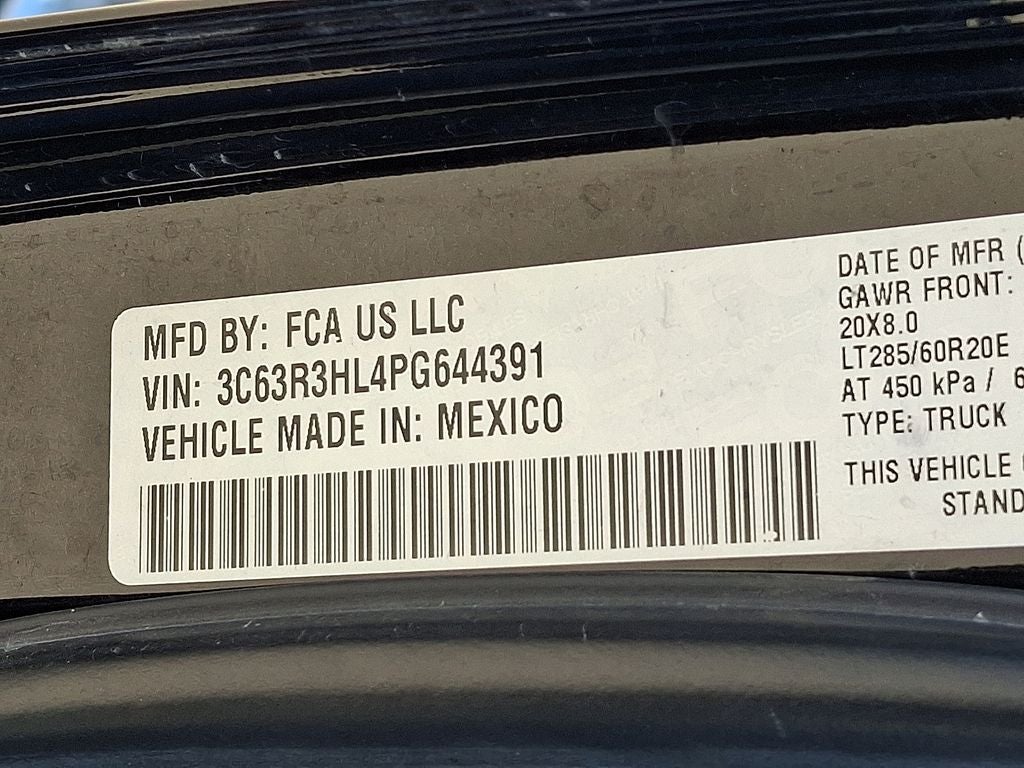 MFD BY: FCA US LLC
VIN: 3C63R3HL4PG644391
VEHICLE MADE IN: MEXICO
DATE OF MFR (
GAWR FRONT:
20X8.0
LT285/60R20E
AT 450 kPa / 6
TYPE: TRUCK
THIS VEHICLE
STAND